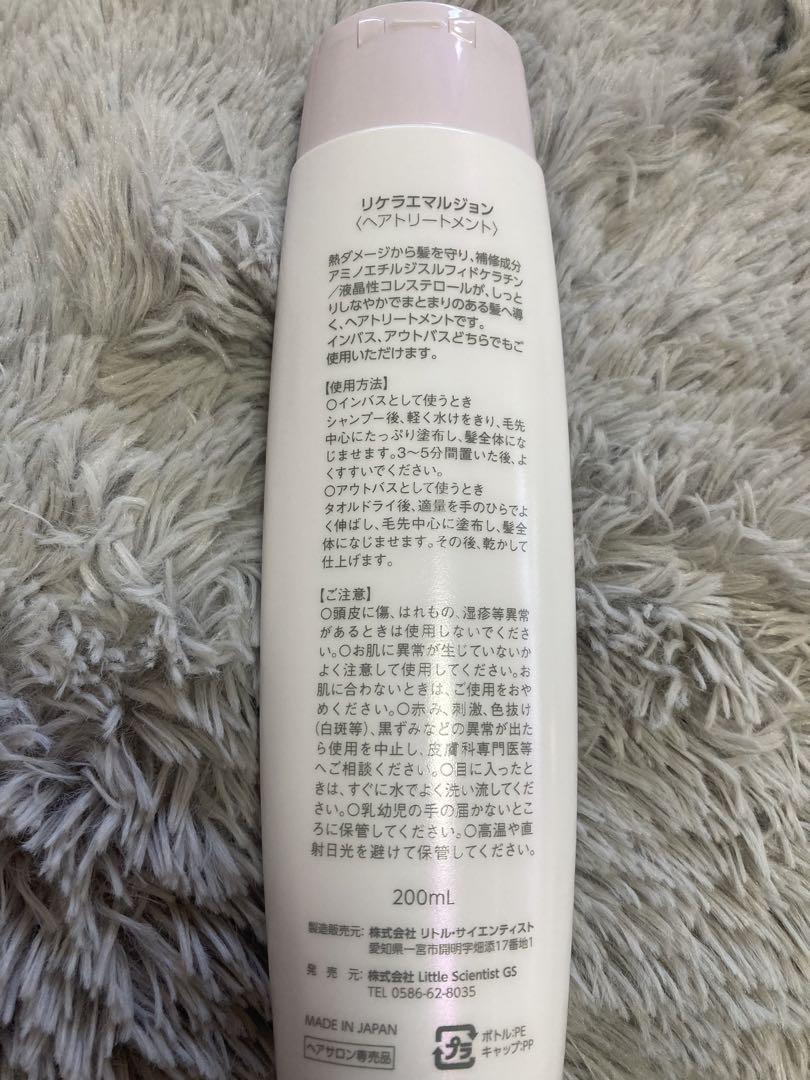 リケラエマルジョン
〈ヘアトリートメント〉
熱ダメージから髪を守り、補修成分
アミノエチルジスルフィドケラチン
/液晶性コレステロールが、しっと
りしなやかでまとまりのある髪へ導
く、ヘアトリートメントです。
インバス、アウトバスどちらでもご
使用いただけます。
【使用方法】
○インバスとして使うとき
シャンプー後、軽く水けをきり、毛先
中心にたっぷり塗布し、髪全体にな
じませます。3〜5分間置いた後、よ
くすすいでください。
○アウトバスとして使うとき
タオルドライ後、適量を手のひらでよ
く伸ばし、毛先中心に塗布し、髪全
体になじませます。その後、乾かして
仕上げます。
【ご注意】
○頭皮に傷、はれもの、湿疹等異常
があるときは使用しないでくださ
い。○お肌に異常が生じていないか
よく注意して使用してください。お
肌に合わないときは、ご使用をおや
めください。○赤み、刺激、色抜け
(白斑等)、黒ずみなどの異常が出た
ら使用を中止し、皮膚科専門医等
へご相談ください。○目に入ったと
きは、すぐに水でよく洗い流してくだ
さい。○乳幼児の手の届かないとこ
ろに保管してください。○高温や直
射日光を避けて保管してください。
200mL
製造販売元: 株式会社 リトル・サイエンティスト
愛知県一宮市開明字畑添17番地1
発 売 元: 株式会社 Little Scientist GS
TEL 0586-62-8035
MADE IN JAPAN
ヘアサロン専売品
プラ
ボトル:PE
キャップ:PP